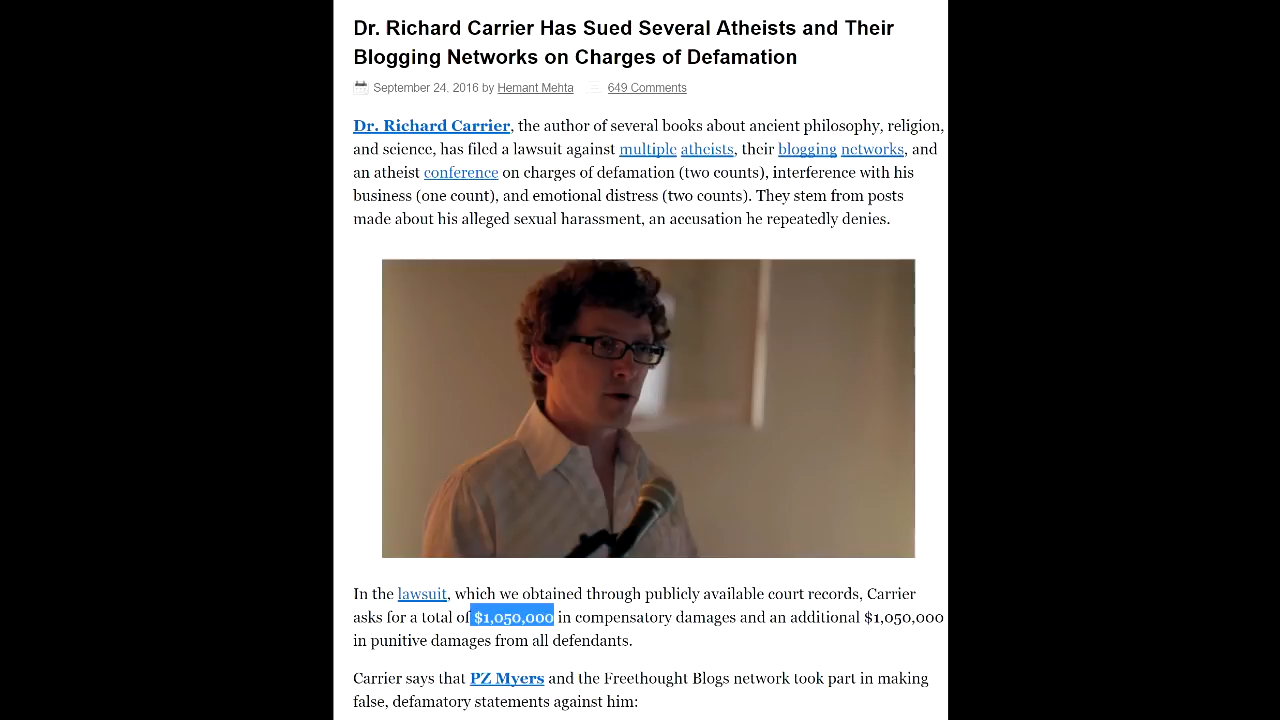 Dr. Richard Carrier Has Sued Several Atheists and Their
Blogging Networks on Charges of Defamation
September 24, 2016 by Hemant Mehta 649 Comments
Dr. Richard Carrier, the author of several books about ancient philosophy, religion,
and science, has filed a lawsuit against multiple atheists, their blogging networks, and
an atheist conference on charges of defamation (two counts), interference with his
business (one count), and emotional distress (two counts). They stem from posts
made about his alleged sexual harassment, an accusation he repeatedly denies.
In the lawsuit, which we obtained through publicly available court records, Carrier
asks for a total of $1,050,000 in compensatory damages and an additional $1,050,000
in punitive damages from all defendants.
Carrier says that PZ Myers and the Freethought Blogs network took part in making
false, defamatory statements against him: